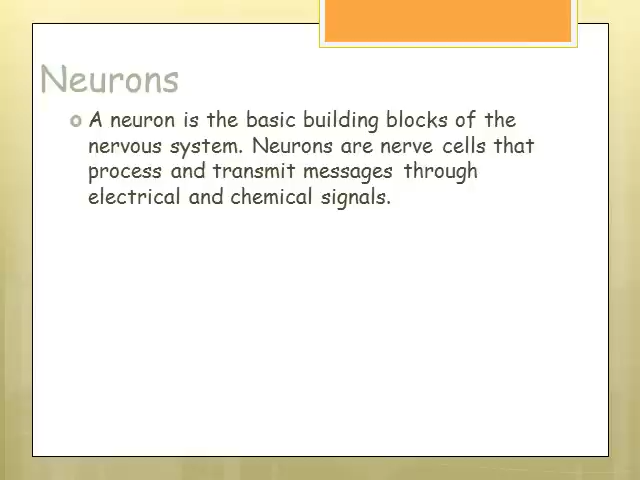 Neurons
A neuron is the basic building blocks of the
nervous system. Neurons are nerve cells that
process and transmit messages through
electrical and chemical signals.